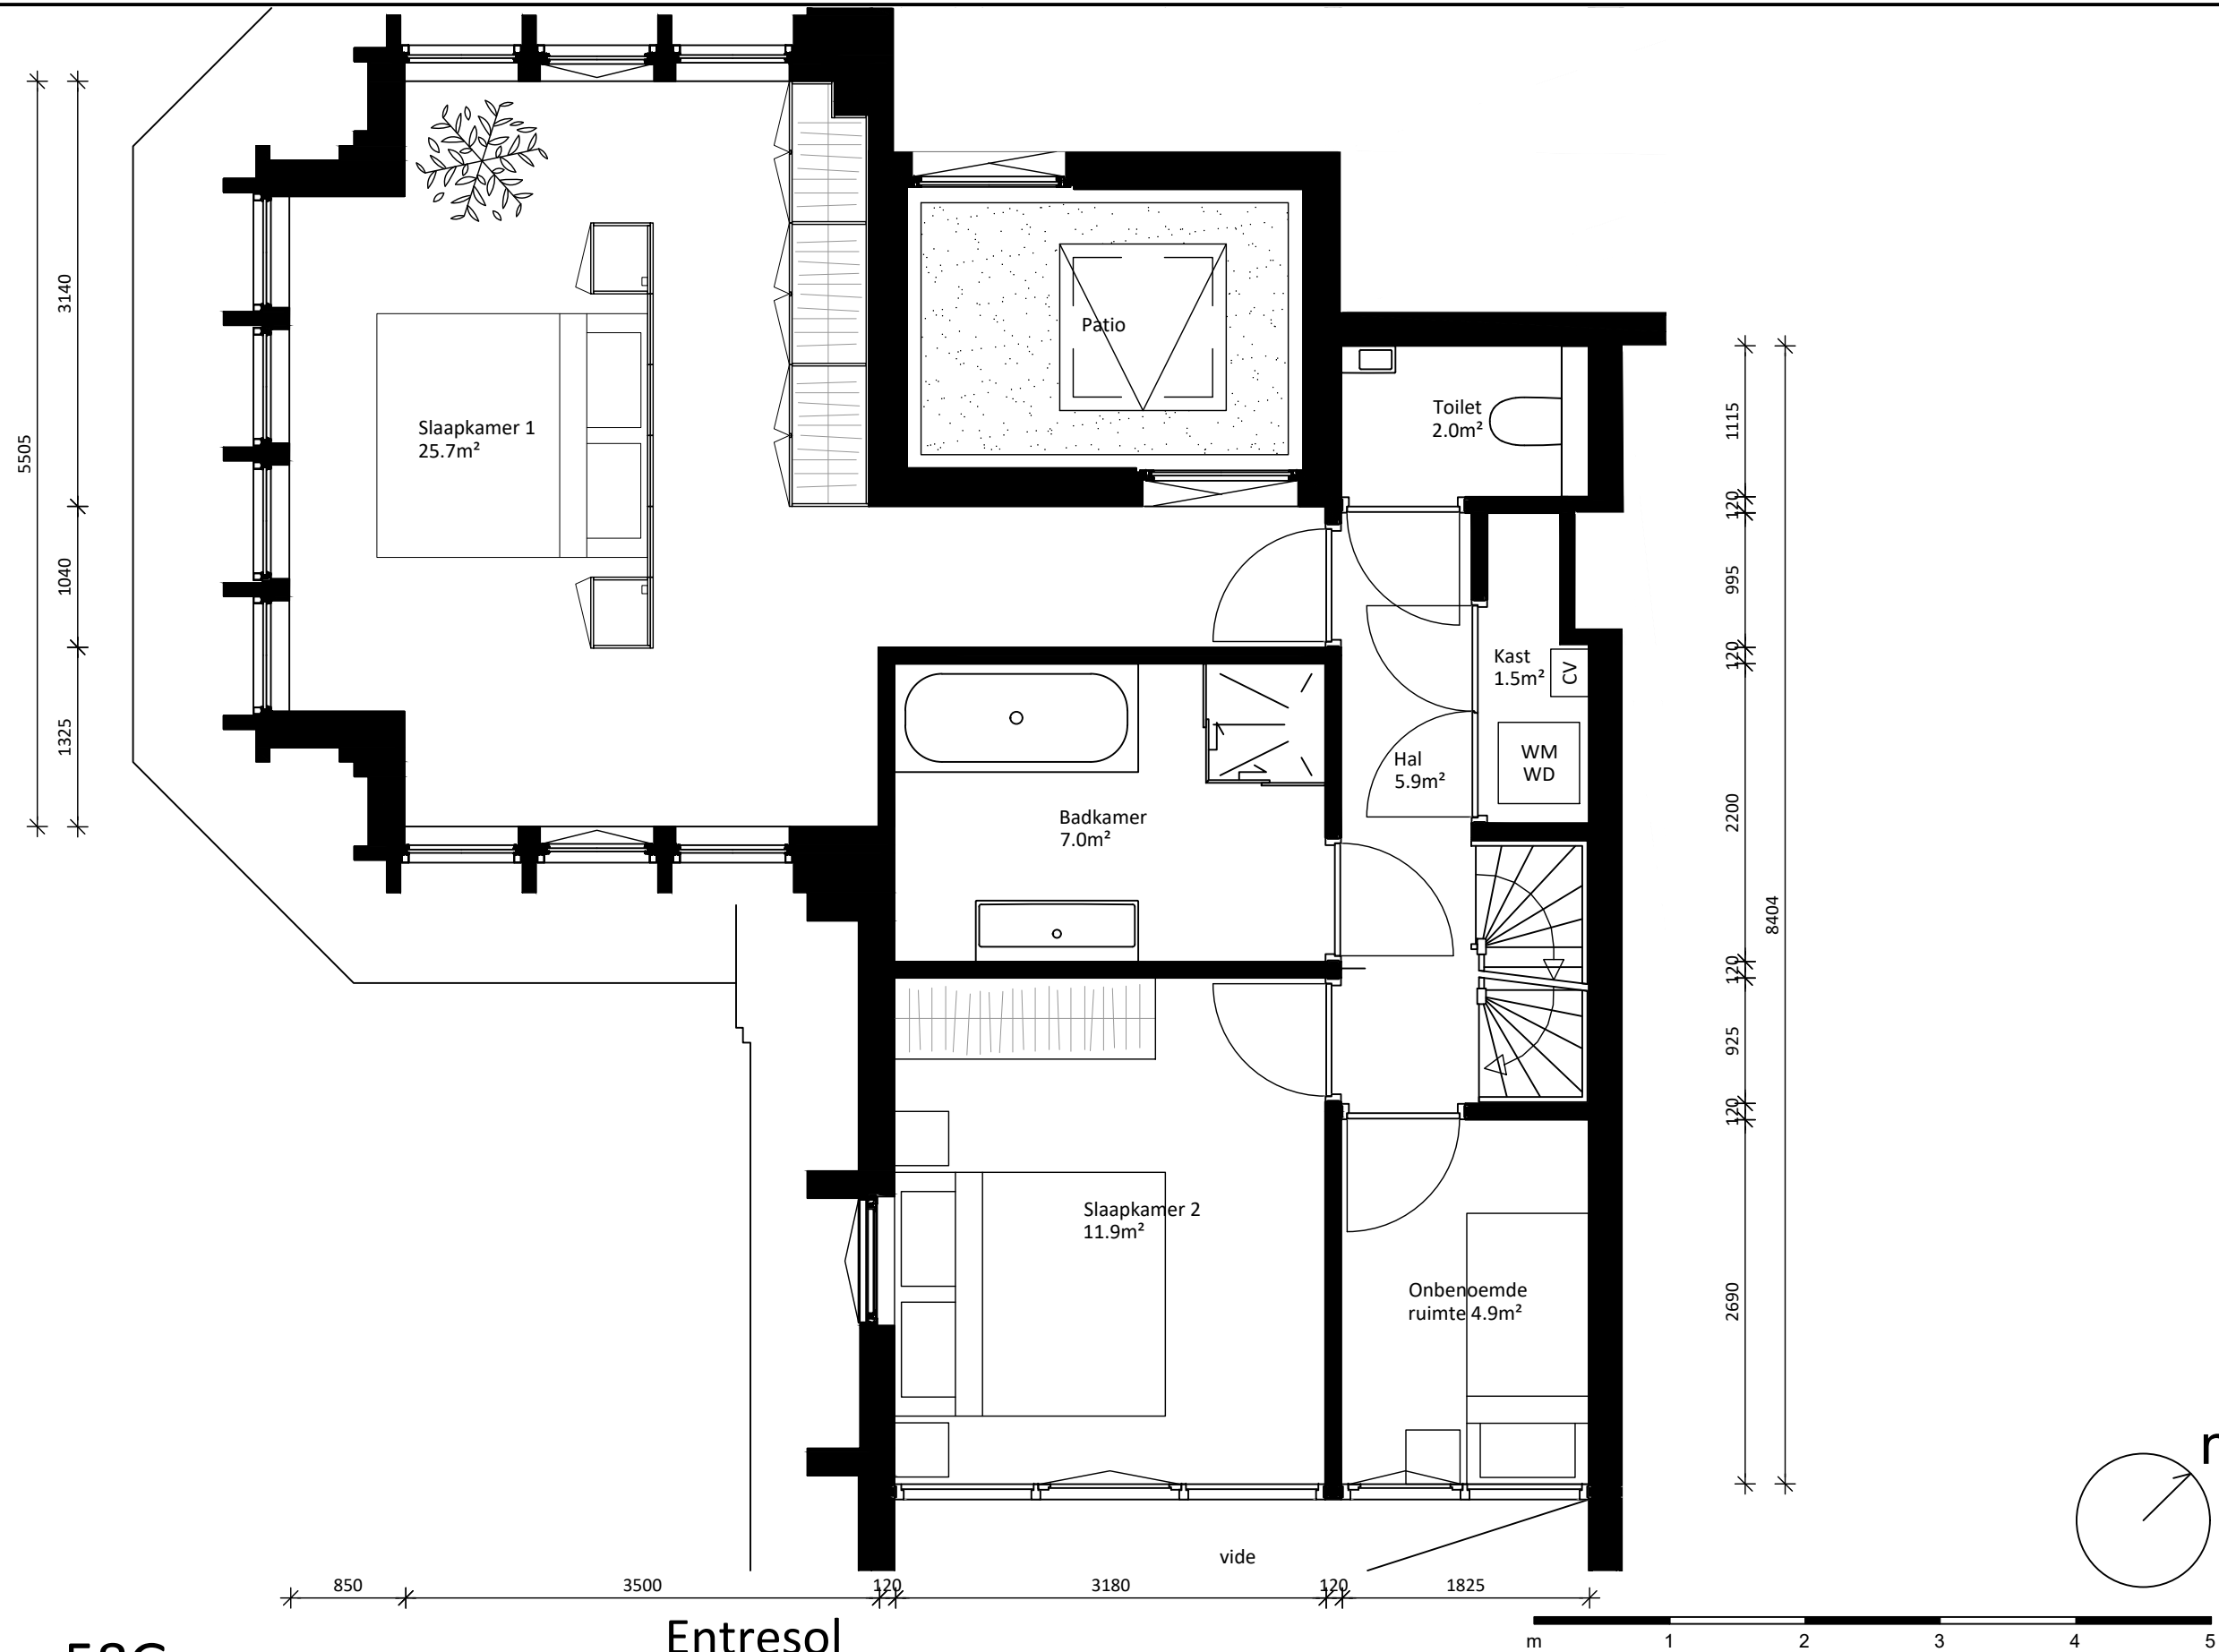 5505
3140
1040
1325
Slaapkamer 1
25.7m²
Patio
Toilet
2.0m²
Kast
1.5m²
CV
WM
WD
Hal
5.9m²
Badkamer
7.0m²
Slaapkamer 2
11.9m²
Onbenoemde
ruimte 4.9m²
vide
1115
120
995
120
2200
120
925
120
2690
8404
850
3500
120
3180
120
1825
Entresol
m 1 2 3 4 5